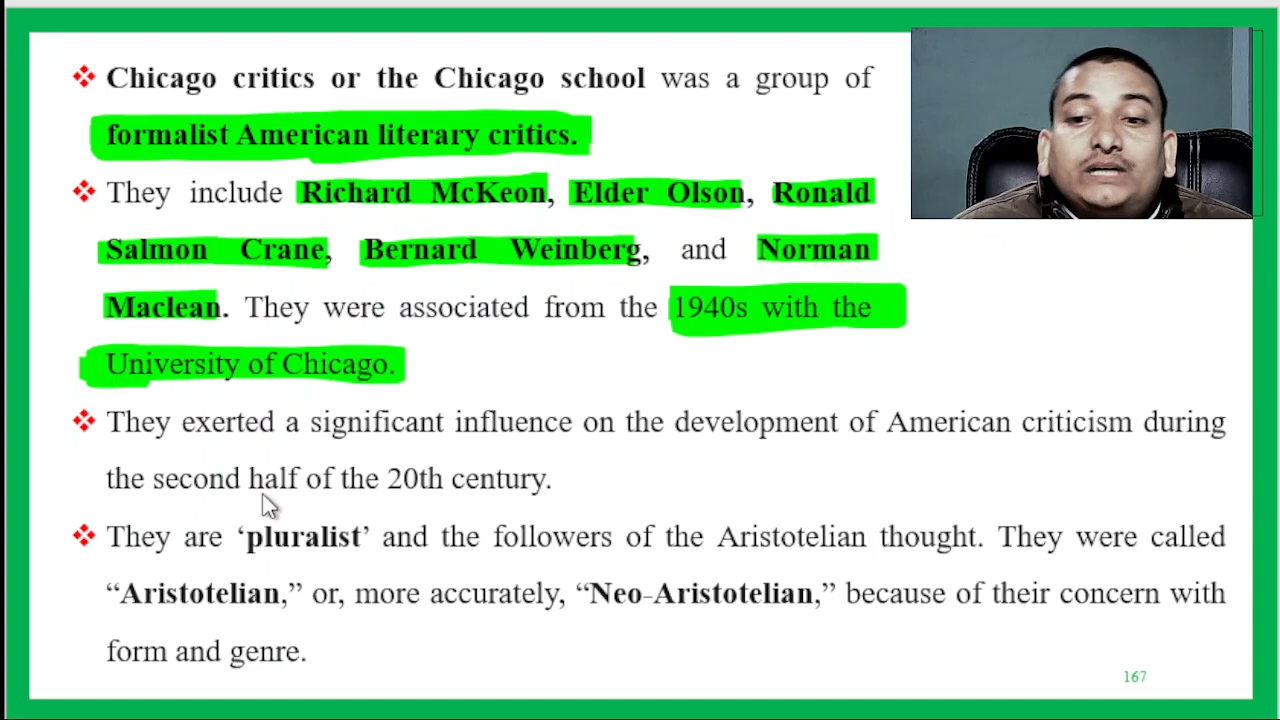 ❖ Chicago critics or the Chicago school was a group of
formalist American literary critics.
❖ They include Richard McKeon, Elder Olson, Ronald
Salmon Crane, Bernard Weinberg, and Norman
Maclean. They were associated from the 1940s with the
University of Chicago.
❖ They exerted a significant influence on the development of American criticism during
the second half of the 20th century.
❖ They are ‘pluralist’ and the followers of the Aristotelian thought. They were called
“Aristotelian,” or, more accurately, “Neo-Aristotelian,” because of their concern with
form and genre.
167